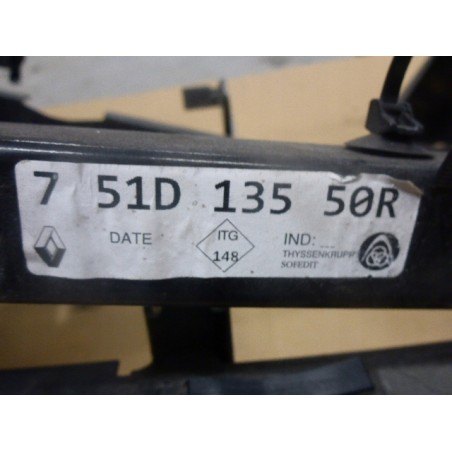 7 51D 135 50R
DATE ITG IND:
148 THYSSENKRUPP
SOFEDIT